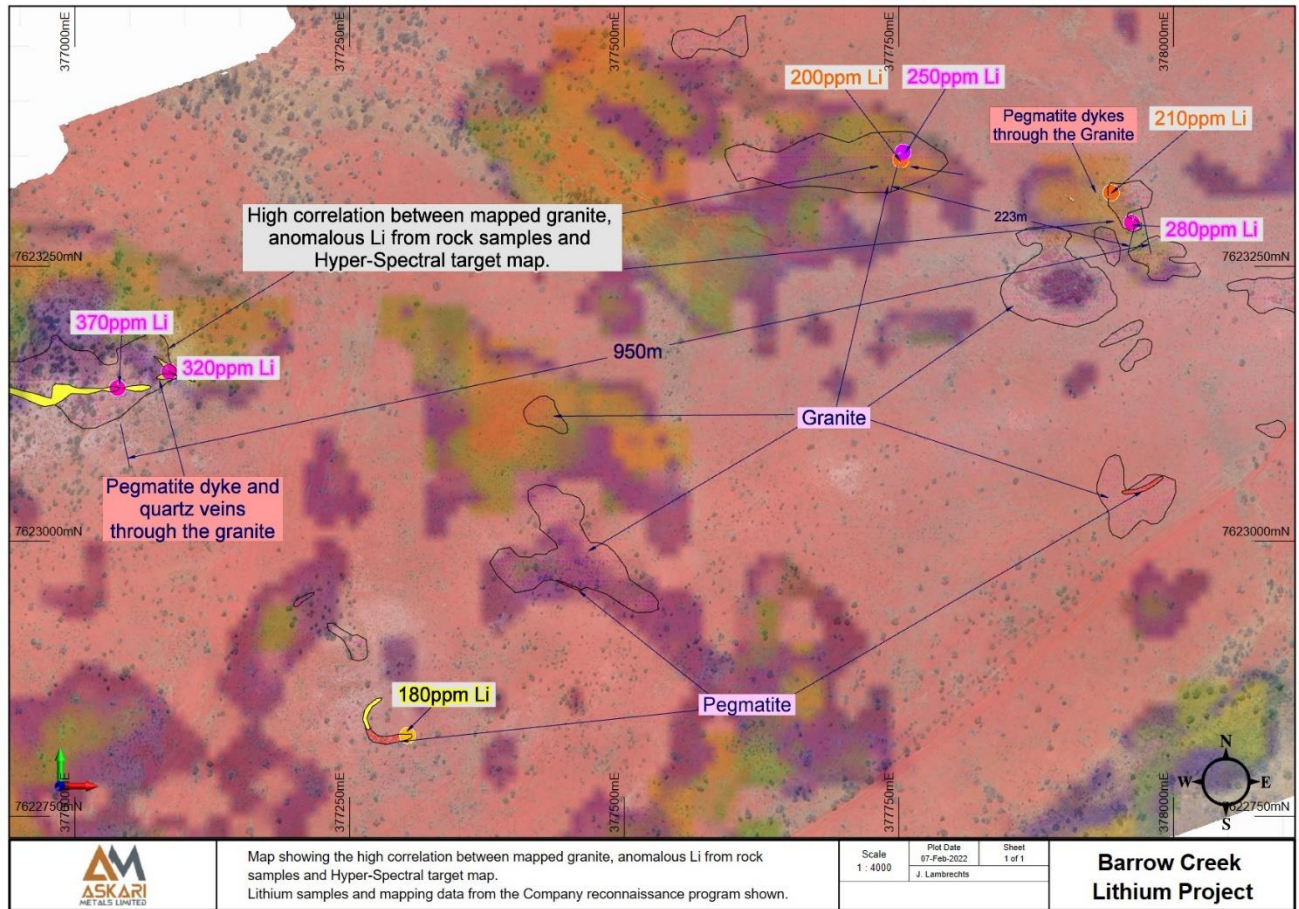 377000mE
377250mE
377500mE
377750mE
378000mE
200ppm Li
250ppm Li
Pegmatite dykes
through the Granite
210ppm Li
High correlation between mapped granite,
anomalous Li from rock samples and
Hyper-Spectral target map.
223m
280ppm Li
7623250mN
7623250mN
370ppm Li
320ppm Li
950m
Granite
Pegmatite dyke and
quartz veins
through the granite
7623000mN
7623000mN
180ppm Li
Pegmatite
N
W
E
S
7622750mN
7622750mN
377250mE
377500mE
377750mE
378000mE
AM
ASKARI
METALS LIMITED
Map showing the high correlation between mapped granite, anomalous Li from rock
samples and Hyper-Spectral target map.
Lithium samples and mapping data from the Company reconnaissance program shown.
Scale
1 : 4000
Plot Date
07-Feb-2022
Sheet
1 of 1
J. Lambrechts
Barrow Creek
Lithium Project